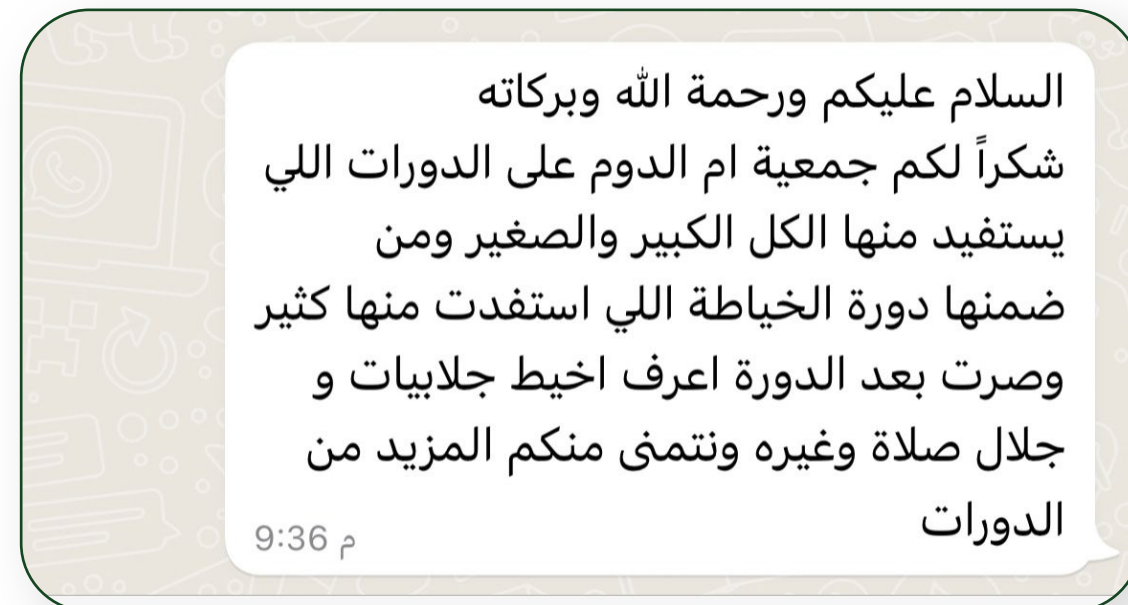 السلام عليكم ورحمة الله وبركاته
شكراً لكم جمعية ام الدوم على الدورات اللي
يستفيد منها الكل الكبير والصغير ومن
ضمنها دورة الخياطة اللي استفدت منها كثير
وصرت بعد الدورة اعرف اخيط جلابيات و
جلال صلاة وغيره ونتمنى منكم المزيد من
الدورات
9:36 م